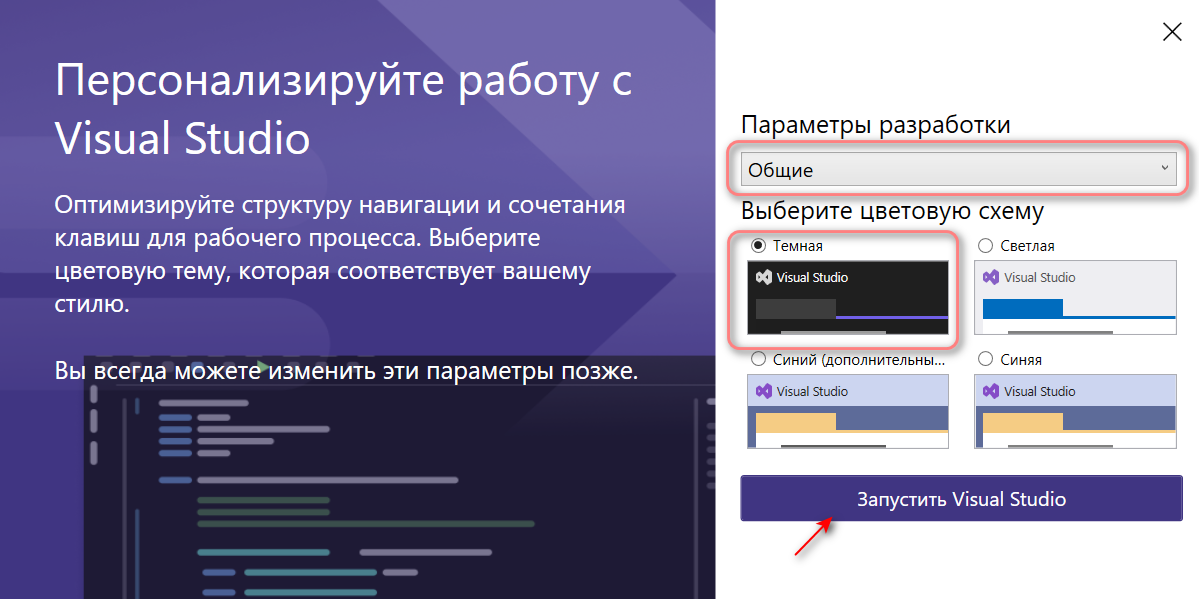 Персонализируйте работу с
Visual Studio
Оптимизируйте структуру навигации и сочетания
клавиш для рабочего процесса. Выберите
цветовую тему, которая соответствует вашему
стилю.
Вы всегда можете изменить эти параметры позже.
Параметры разработки
Общие
Выберите цветовую схему
Темная
Visual Studio
Светлая
Visual Studio
Синий (дополнительны...
Visual Studio
Синяя
Visual Studio
Запустить Visual Studio